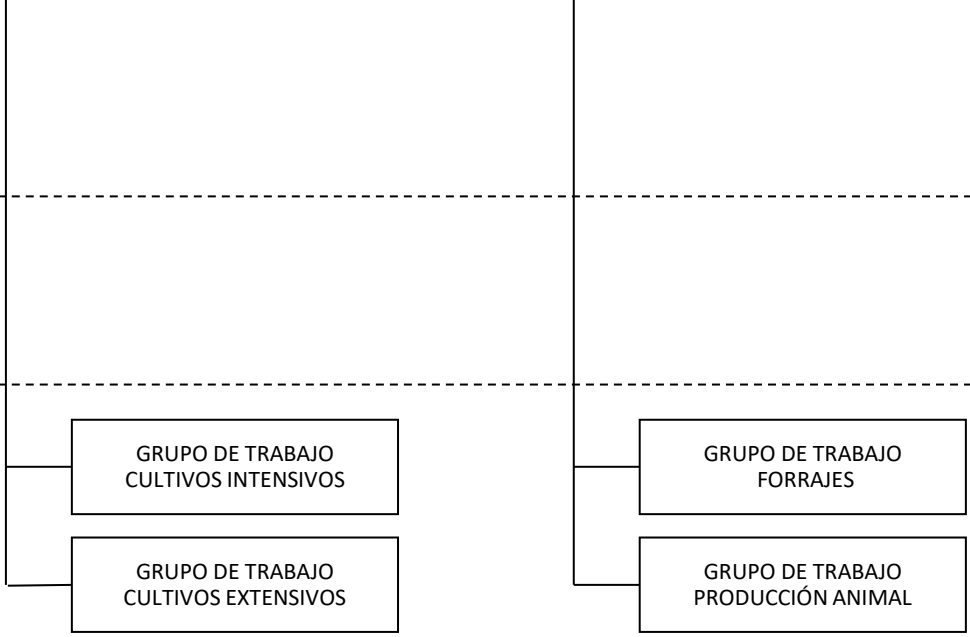 GRUPO DE TRABAJO
CULTIVOS INTENSIVOS
GRUPO DE TRABAJO
FORRAJES
GRUPO DE TRABAJO
CULTIVOS EXTENSIVOS
GRUPO DE TRABAJO
PRODUCCIÓN ANIMAL